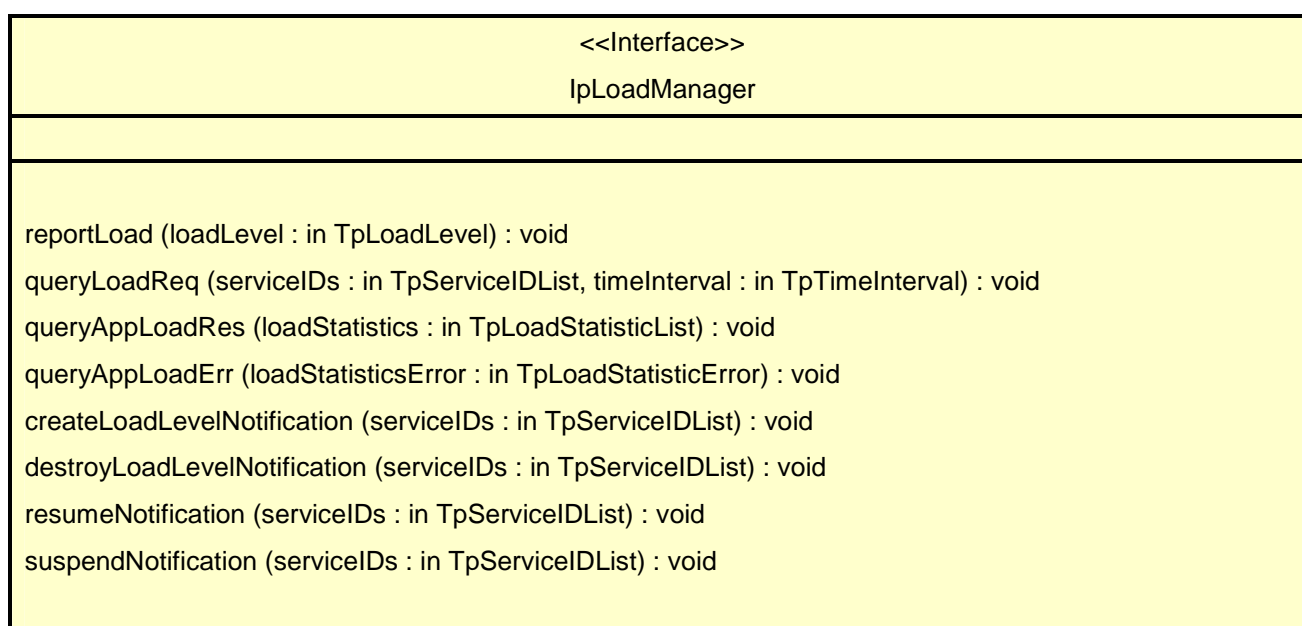 <<Interface>>
IpLoadManager
reportLoad (loadLevel : in TpLoadLevel) : void
queryLoadReq (serviceIDs : in TpServiceIDList, timeInterval : in TpTimeInterval) : void
queryAppLoadRes (loadStatistics : in TpLoadStatisticList) : void
queryAppLoadErr (loadStatisticsError : in TpLoadStatisticError) : void
createLoadLevelNotification (serviceIDs : in TpServiceIDList) : void
destroyLoadLevelNotification (serviceIDs : in TpServiceIDList) : void
resumeNotification (serviceIDs : in TpServiceIDList) : void
suspendNotification (serviceIDs : in TpServiceIDList) : void